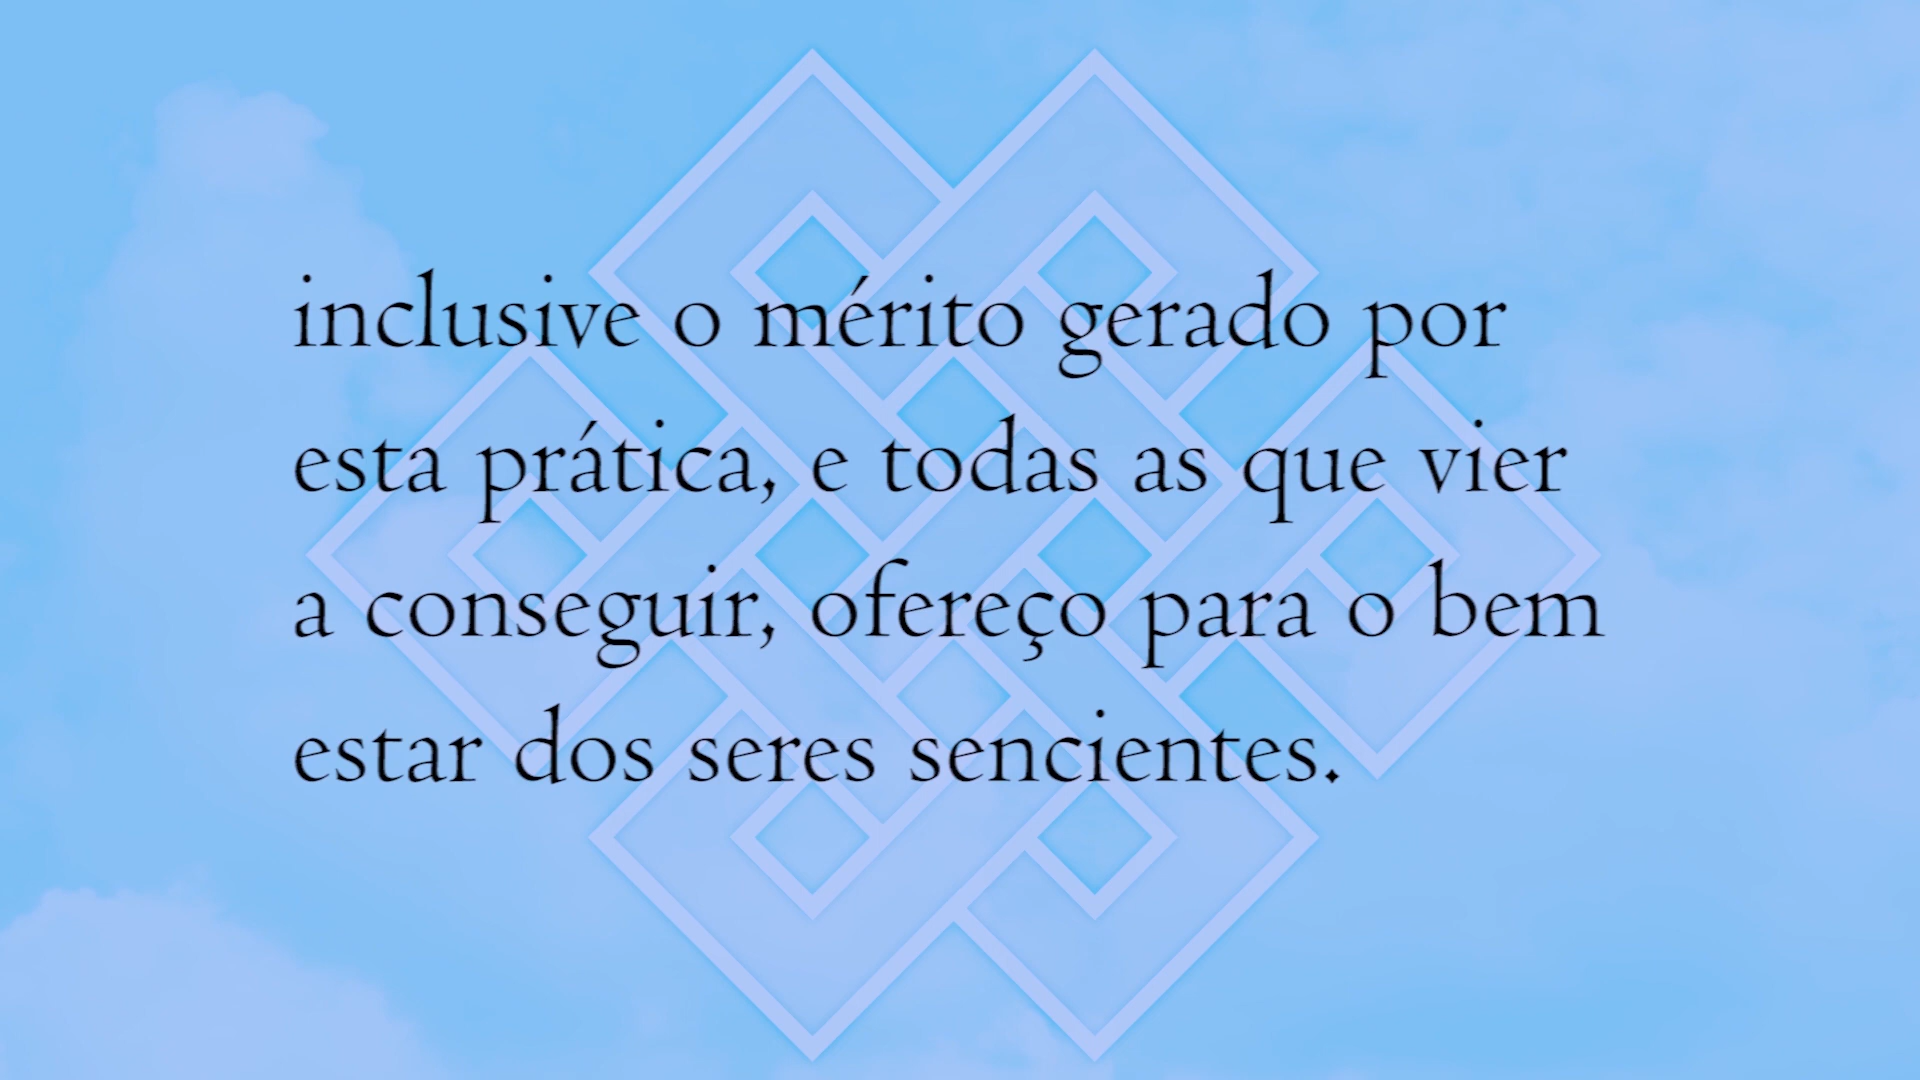 inclusive o mérito gerado por
esta prática, e todas as que vier
a conseguir, ofereço para o bem
estar dos seres sencientes.